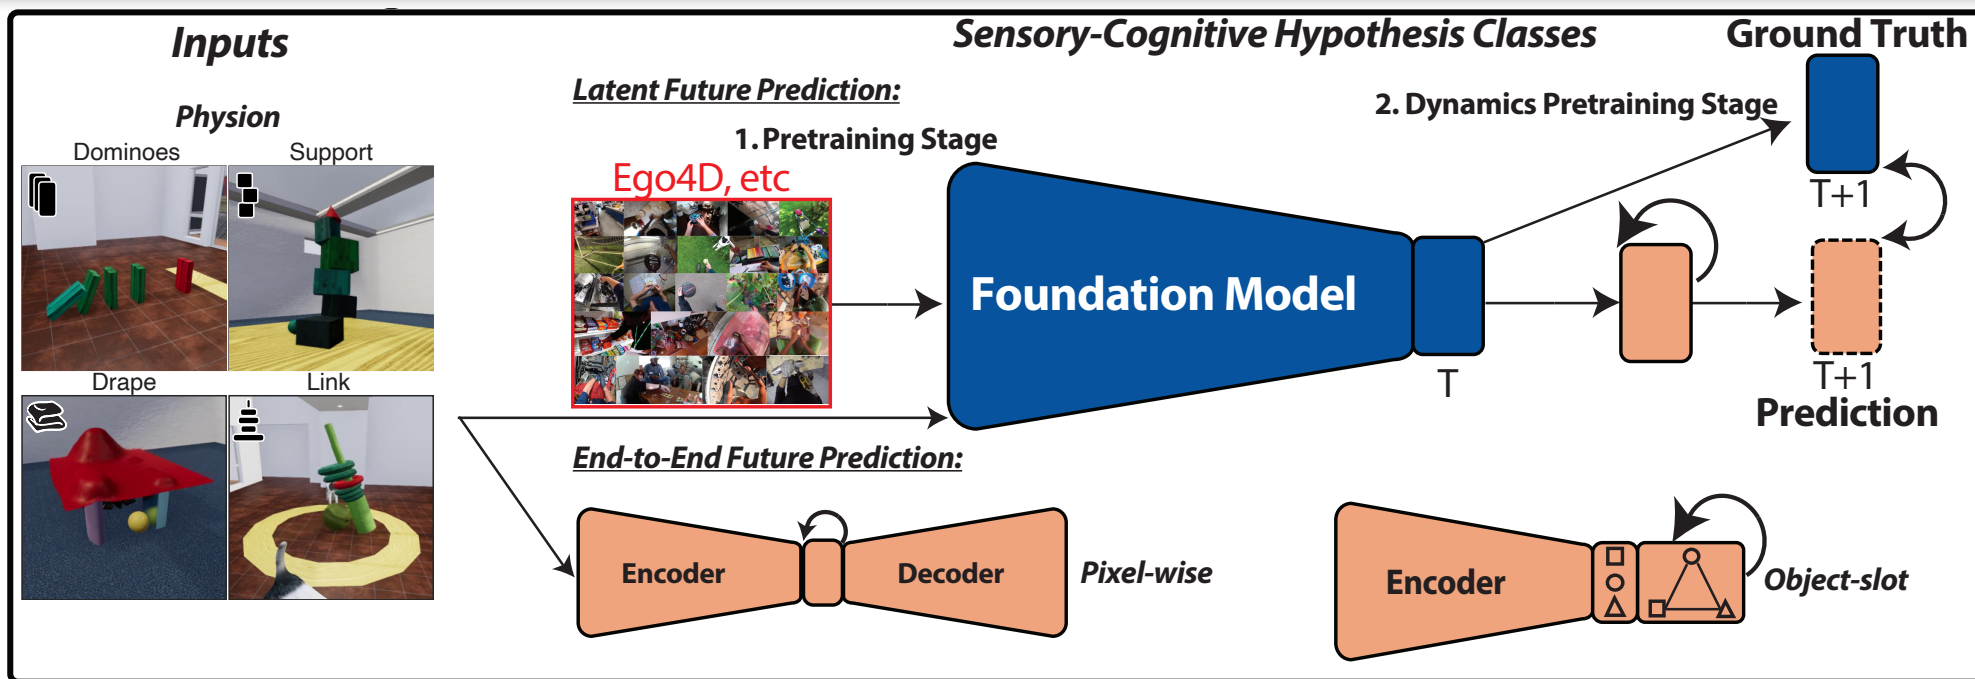 Inputs
Sensory-Cognitive Hypothesis Classes
Ground Truth
Physion
Dominoes
Support
Drape
Link
Latent Future Prediction:
1. Pretraining Stage
2. Dynamics Pretraining Stage
Ego4D, etc
Foundation Model
T
T+1
T+1
Prediction
End-to-End Future Prediction:
Encoder
Decoder
Pixel-wise
Encoder
Object-slot